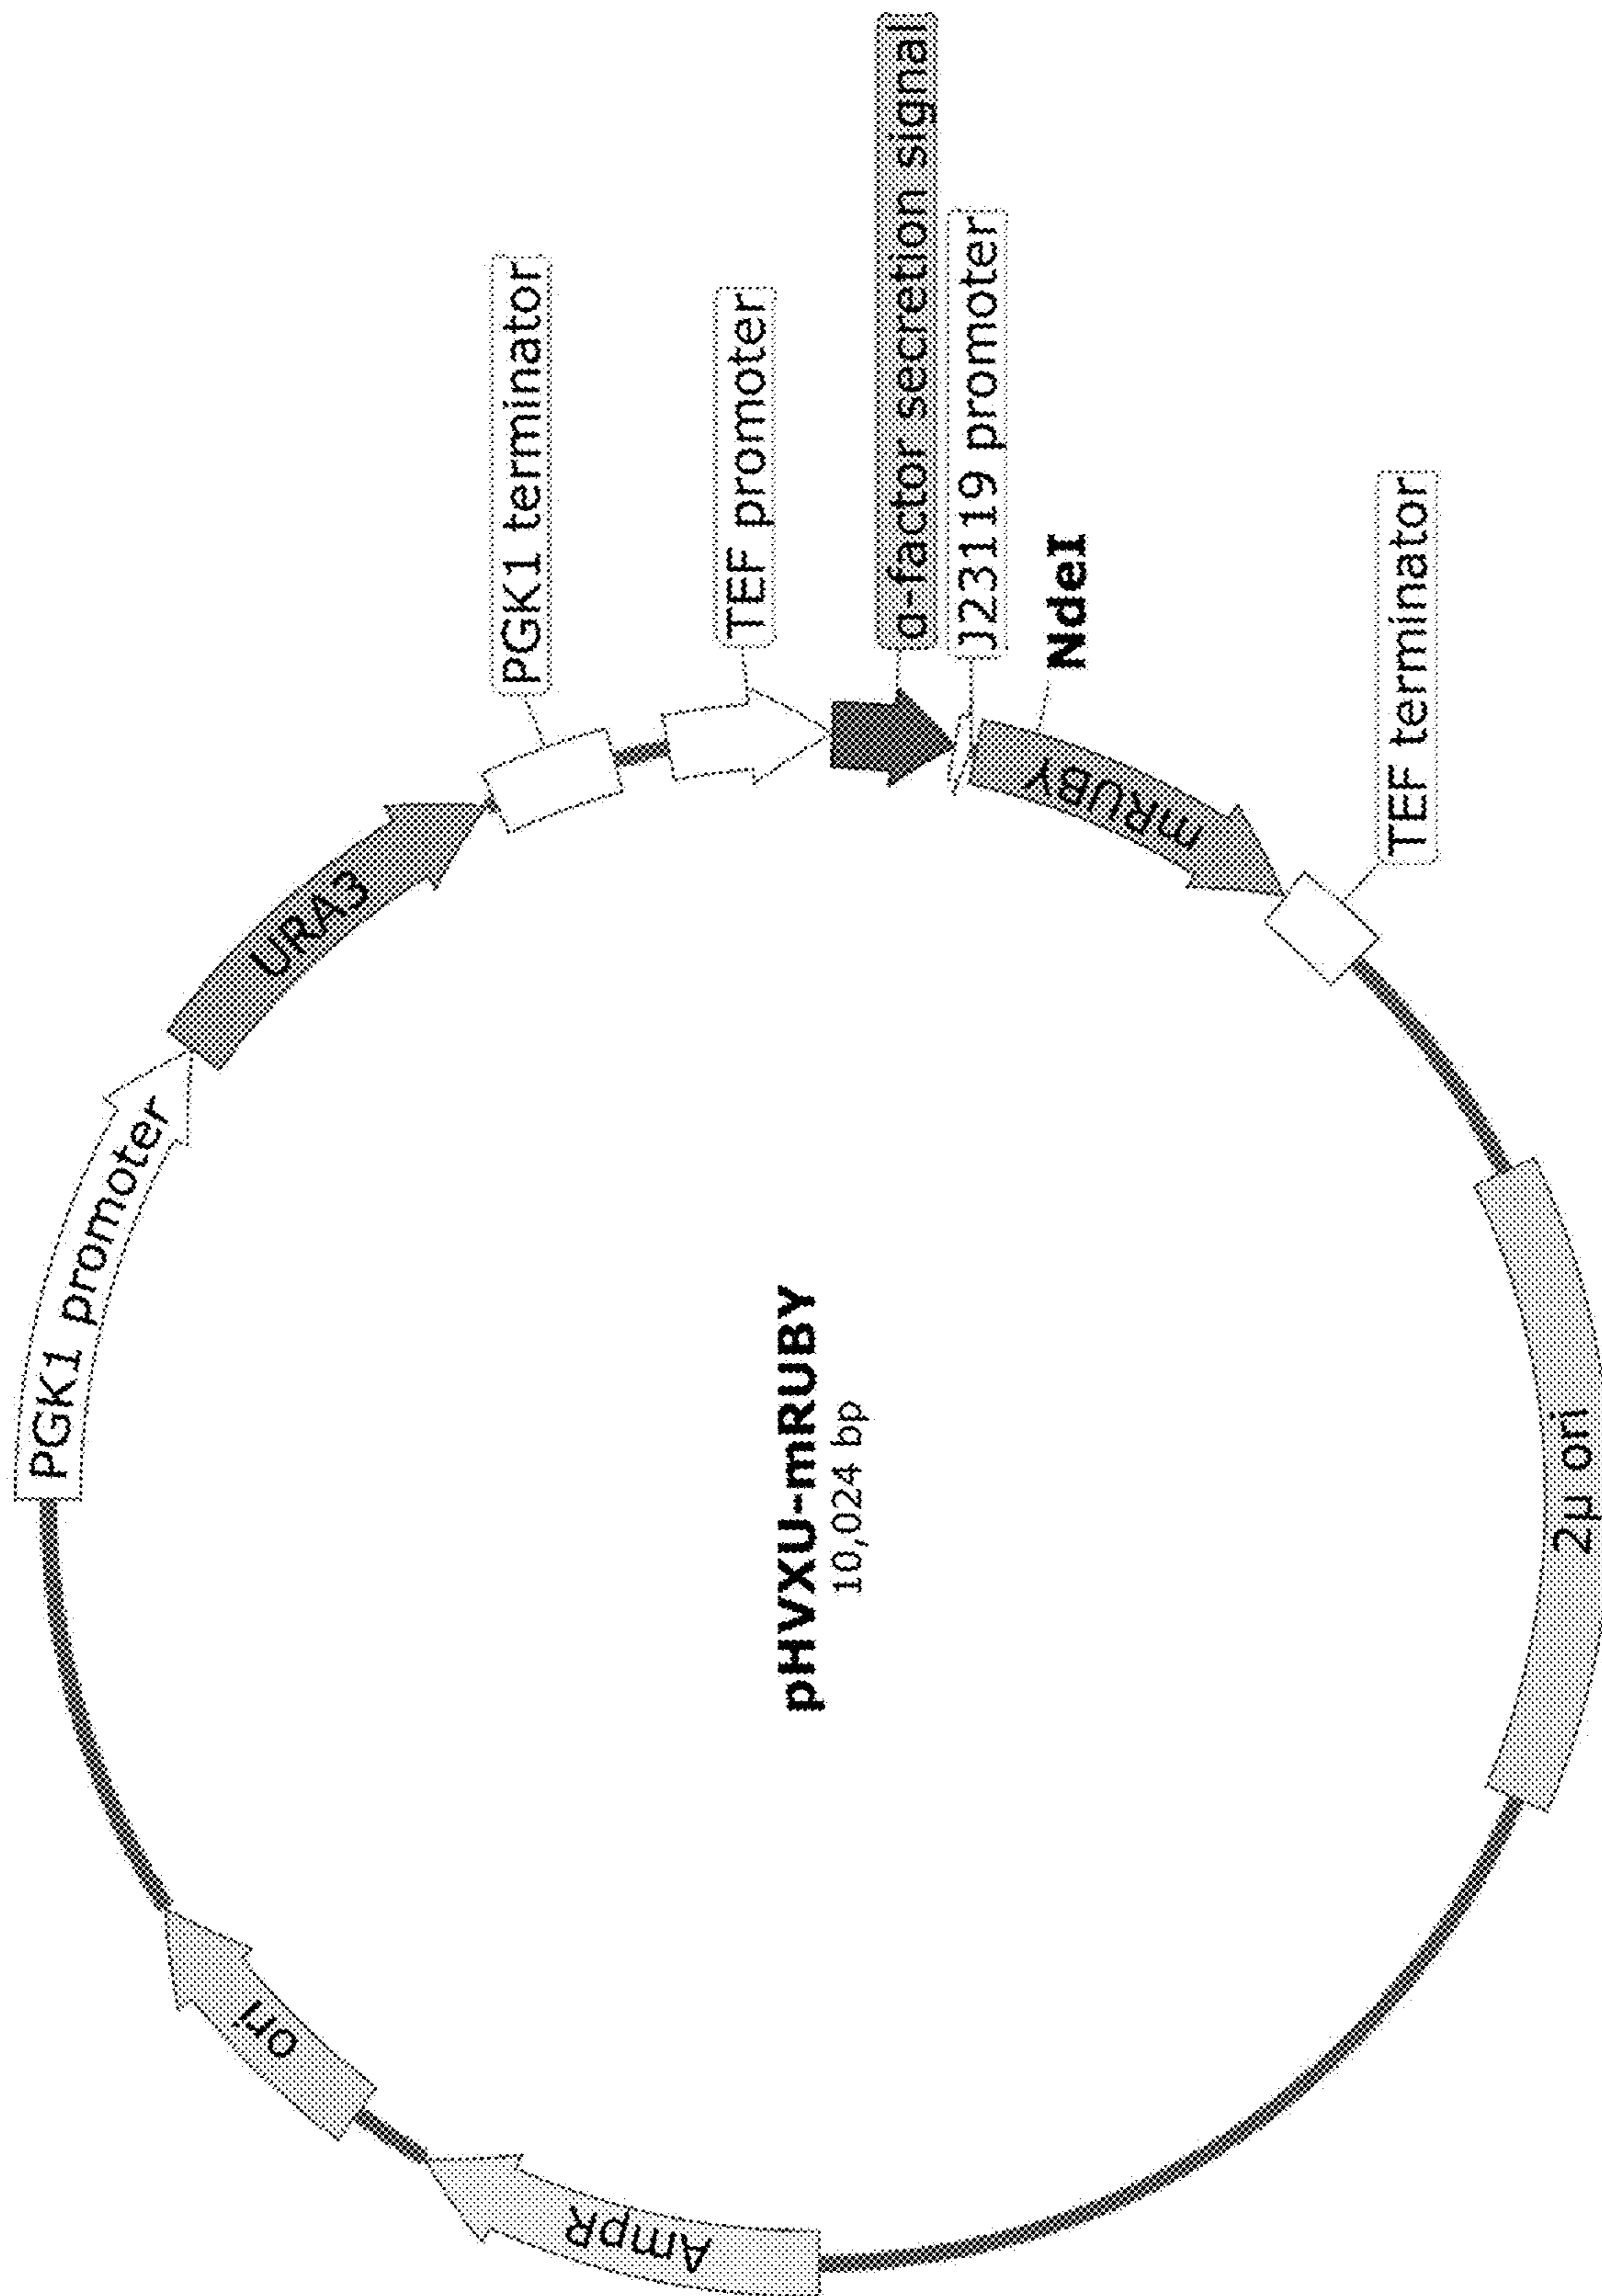 PGK1 promoter
URA3
PGK1 terminator
TEF promoter
α-factor secretion signal
J23119 promoter
NdeI
mRUBY
TEF terminator
2μ ori
AmpR
ori
pHVXU-mRUBY
10,024 bp